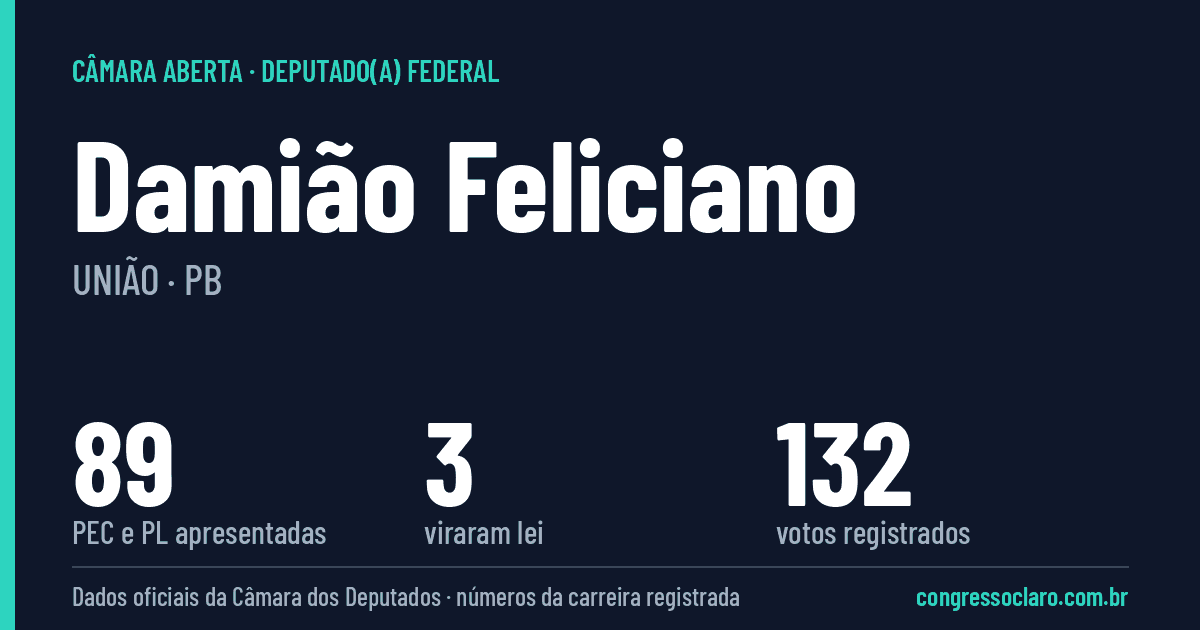 CÂMARA ABERTA · DEPUTADO(A) FEDERAL
Damião Feliciano
UNIÃO · PB
89 3 132
PEC e PL apresentadas viraram lei votos registrados
Dados oficiais da Câmara dos Deputados · números da carreira registrada congressoclaro.com.br